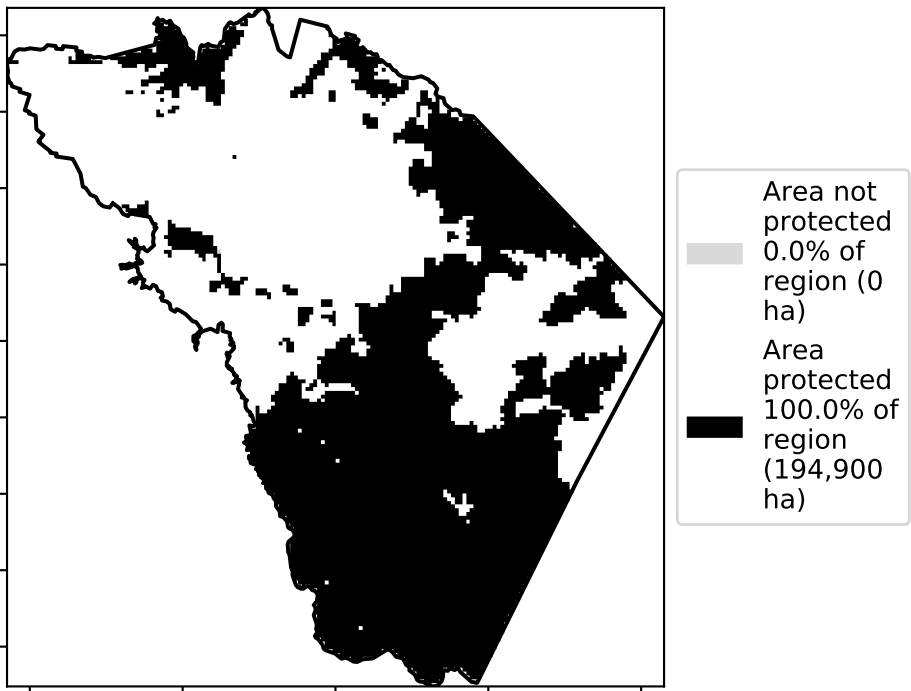 Area not
protected
0.0% of
region (0
ha)
Area
protected
100.0% of
region
(194,900
ha)